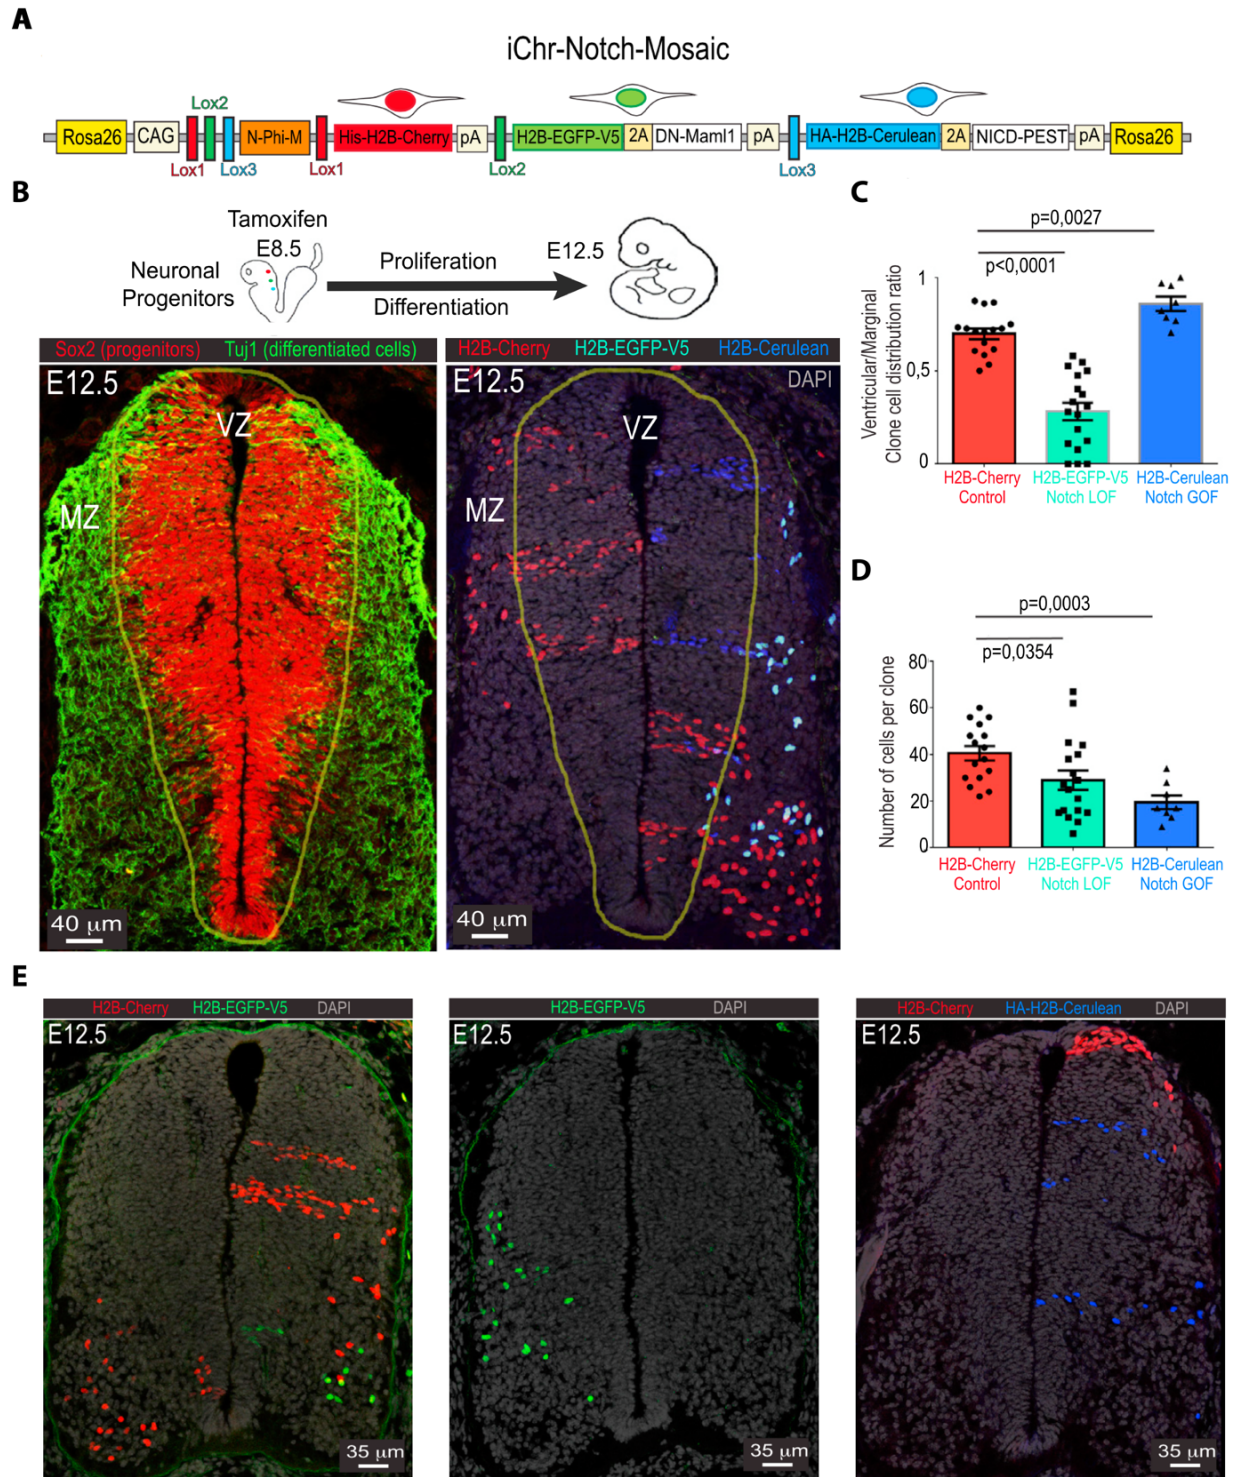 A
iChr-Notch-Mosaic
Lox2
Rosa26 CAG N-Phi-M His-H2B-Cherry pA H2B-EGFP-V5 2A DN-Maml1 pA HA-H2B-Cerulean 2A NICD-PEST pA Rosa26
Lox1 Lox3 Lox1 Lox2 Lox3
B
Tamoxifen
E8.5
Neuronal
Progenitors
Proliferation
Differentiation
E12.5
Sox2 (progenitors) Tuj1 (differentiated cells)
E12.5
VZ
MZ
40 µm
H2B-Cherry H2B-EGFP-V5 H2B-Cerulean
E12.5
DAPI
VZ
MZ
40 µm
C
p=0,0027
p<0,0001
Ventricular/Marginal
Clone cell distribution ratio
1
0,5
0
H2B-Cherry H2B-EGFP-V5 H2B-Cerulean
Control Notch LOF Notch GOF
D
p=0,0003
p=0,0354
Number of cells per clone
80
60
40
20
0
H2B-Cherry H2B-EGFP-V5 H2B-Cerulean
Control Notch LOF Notch GOF
E
H2B-Cherry H2B-EGFP-V5 DAPI
E12.5
35 µm
H2B-EGFP-V5 DAPI
E12.5
35 µm
H2B-Cherry HA-H2B-Cerulean DAPI
E12.5
35 µm